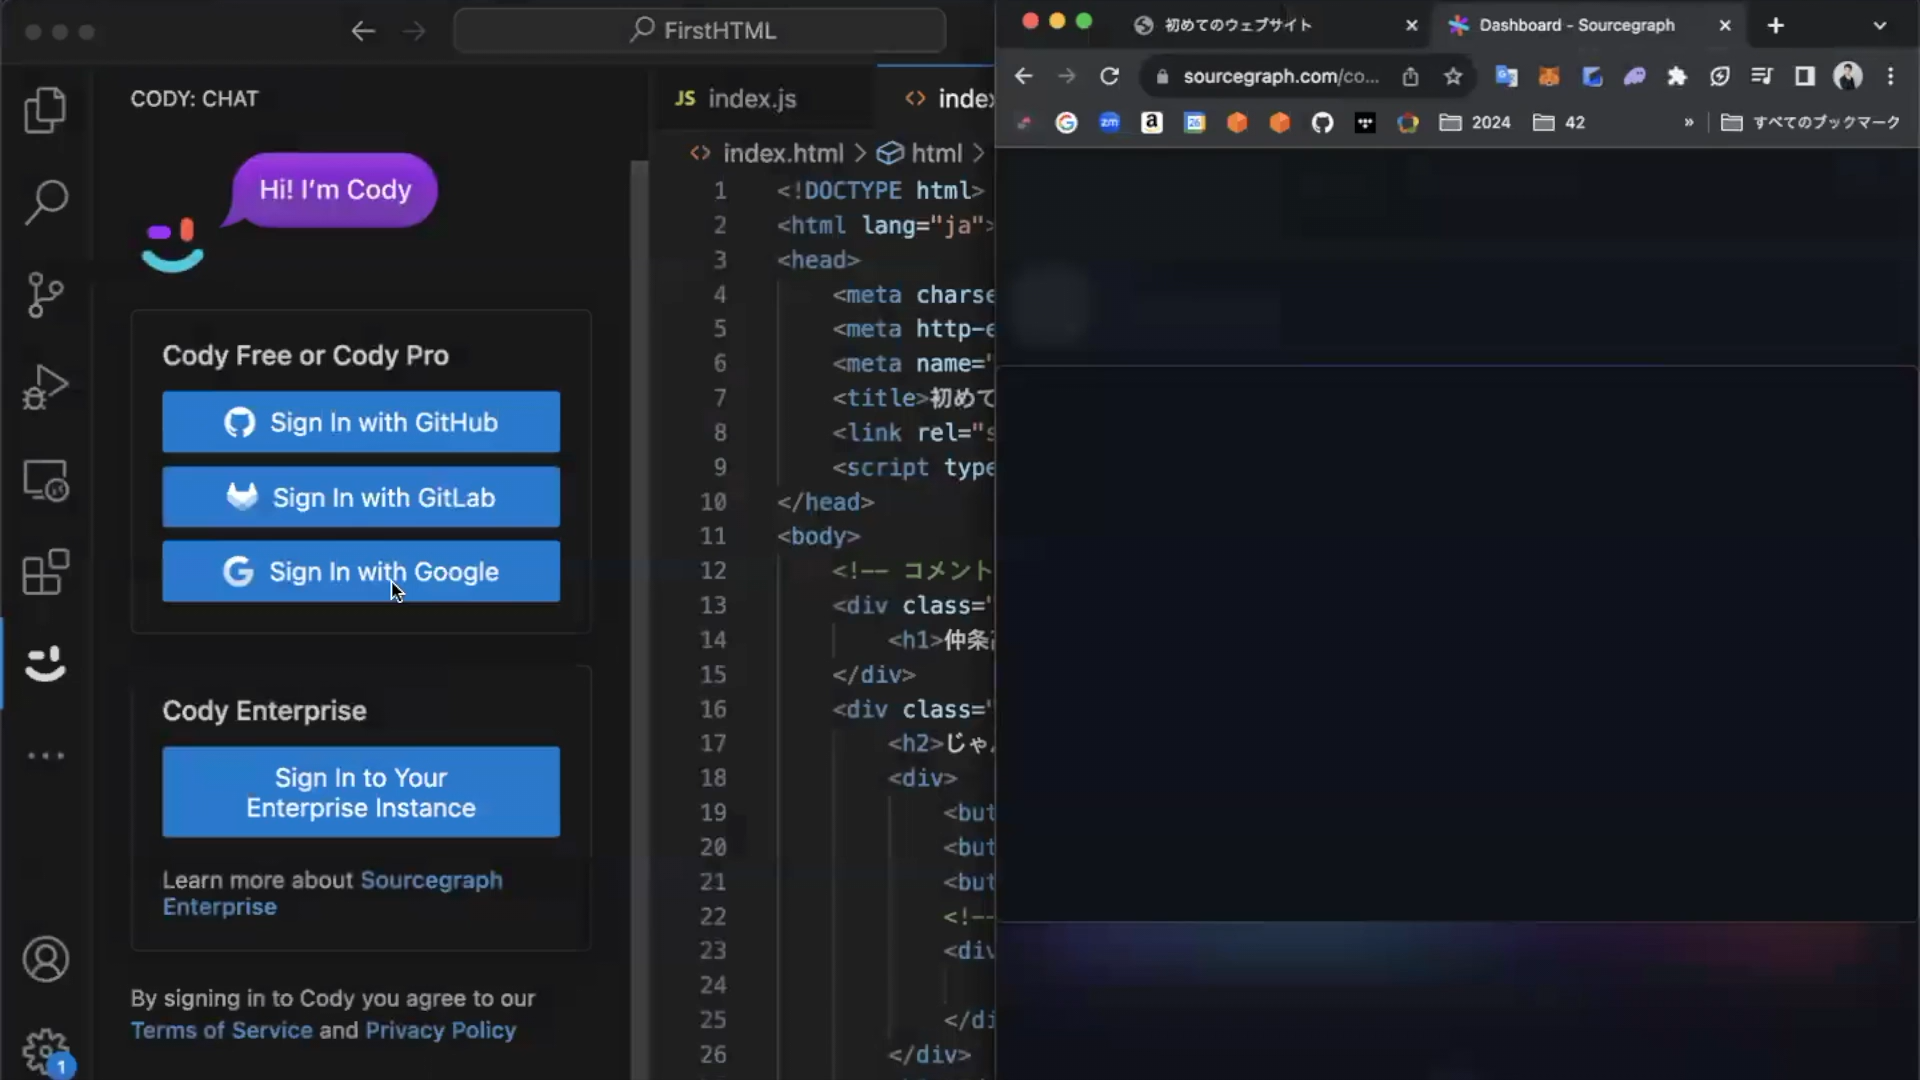 FirstHTML
CODY: CHAT
Hi! I'm Cody
Cody Free or Cody Pro
Sign In with GitHub
Sign In with GitLab
Sign In with Google
Cody Enterprise
Sign In to Your
Enterprise Instance
Learn more about Sourcegraph
Enterprise
By signing in to Cody you agree to our
Terms of Service and Privacy Policy
1
JS index.js
<> index
<> index.html > html >
1 <!DOCTYPE html>
2 <html lang="ja">
3 <head>
4 <meta charse
5 <meta http-e
6 <meta name="
7 <title>初めて
8 <link rel="s
9 <script type
10 </head>
11 <body>
12 <!-- コメント
13 <div class="
14 <h1>仲条
15 </div>
16 <div class="
17 <h2>じゃ
18 <div>
19 <but
20 <but
21 <but
22 <!--
23 <div
24
25 </di
26 </div>
初めてのウェブサイト
Dashboard - Sourcegraph
sourcegraph.com/co...
zm
a
26
2024
42
»
すべてのブックマーク